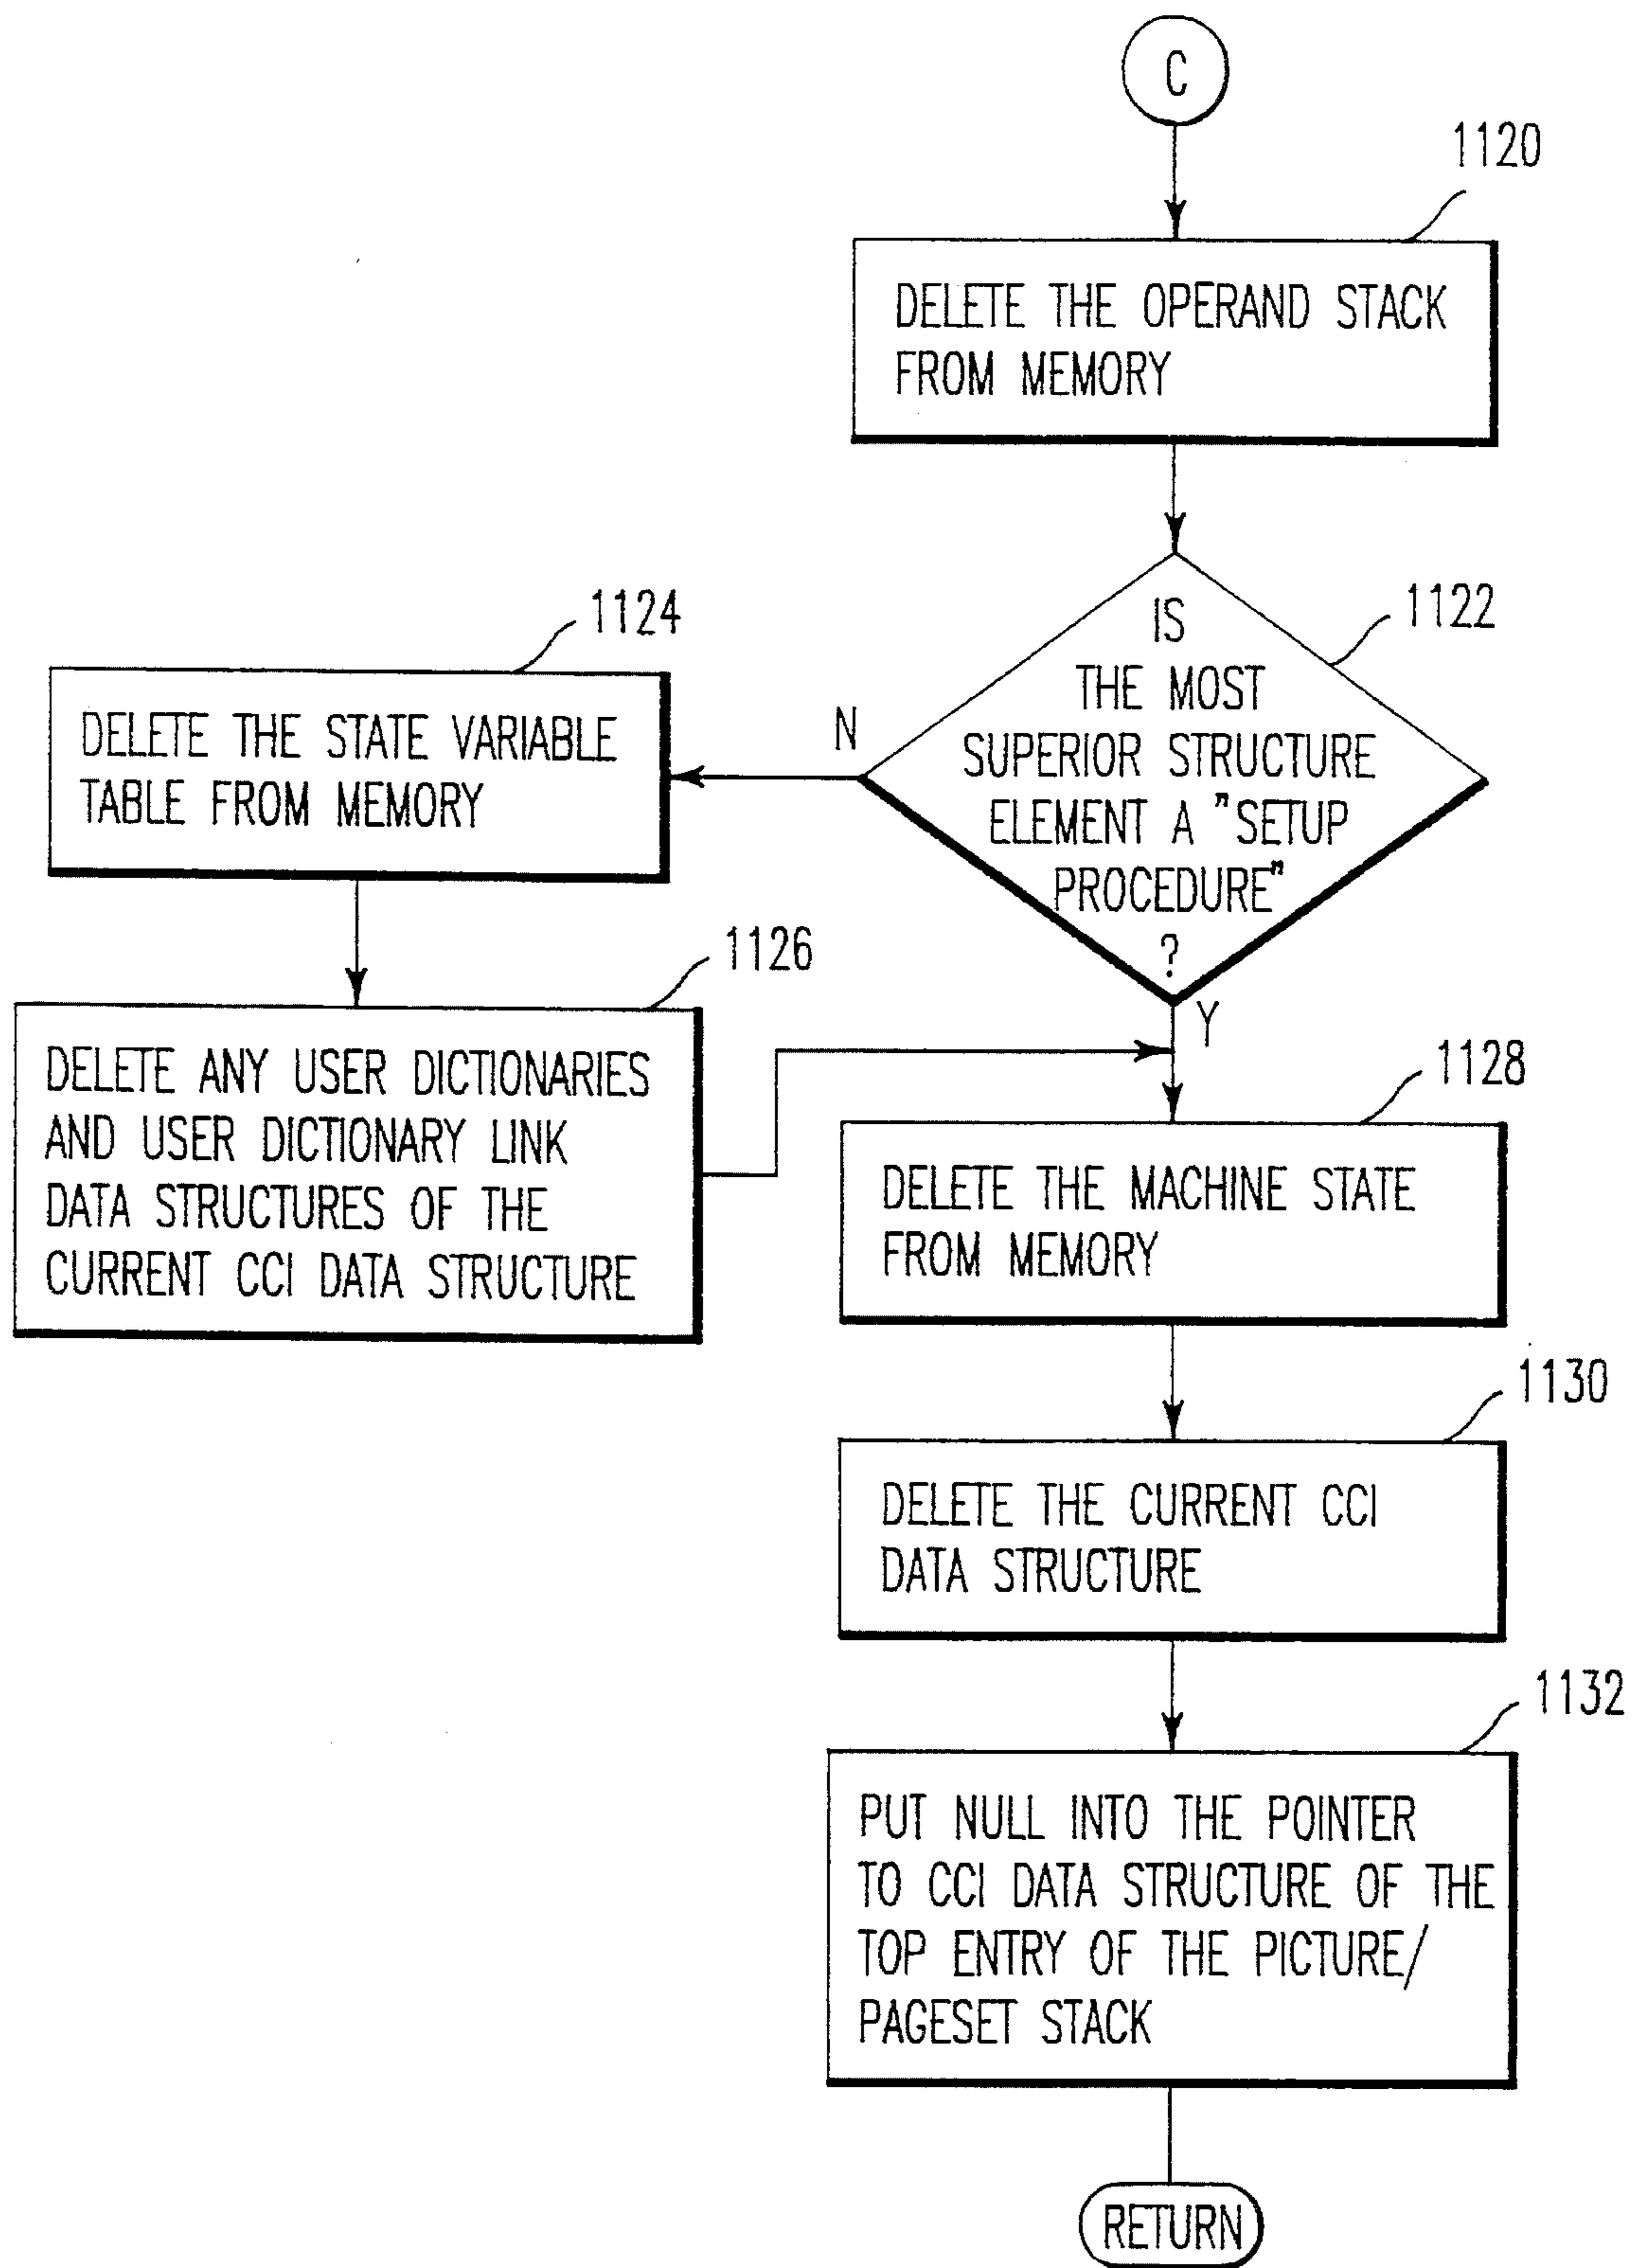 C
1120
DELETE THE OPERAND STACK
FROM MEMORY
1122
IS
THE MOST
SUPERIOR STRUCTURE
ELEMENT A "SETUP
PROCEDURE"
?
N
Y
1124
DELETE THE STATE VARIABLE
TABLE FROM MEMORY
1126
DELETE ANY USER DICTIONARIES
AND USER DICTIONARY LINK
DATA STRUCTURES OF THE
CURRENT CCI DATA STRUCTURE
1128
DELETE THE MACHINE STATE
FROM MEMORY
1130
DELETE THE CURRENT CCI
DATA STRUCTURE
1132
PUT NULL INTO THE POINTER
TO CCI DATA STRUCTURE OF THE
TOP ENTRY OF THE PICTURE/
PAGESET STACK
RETURN